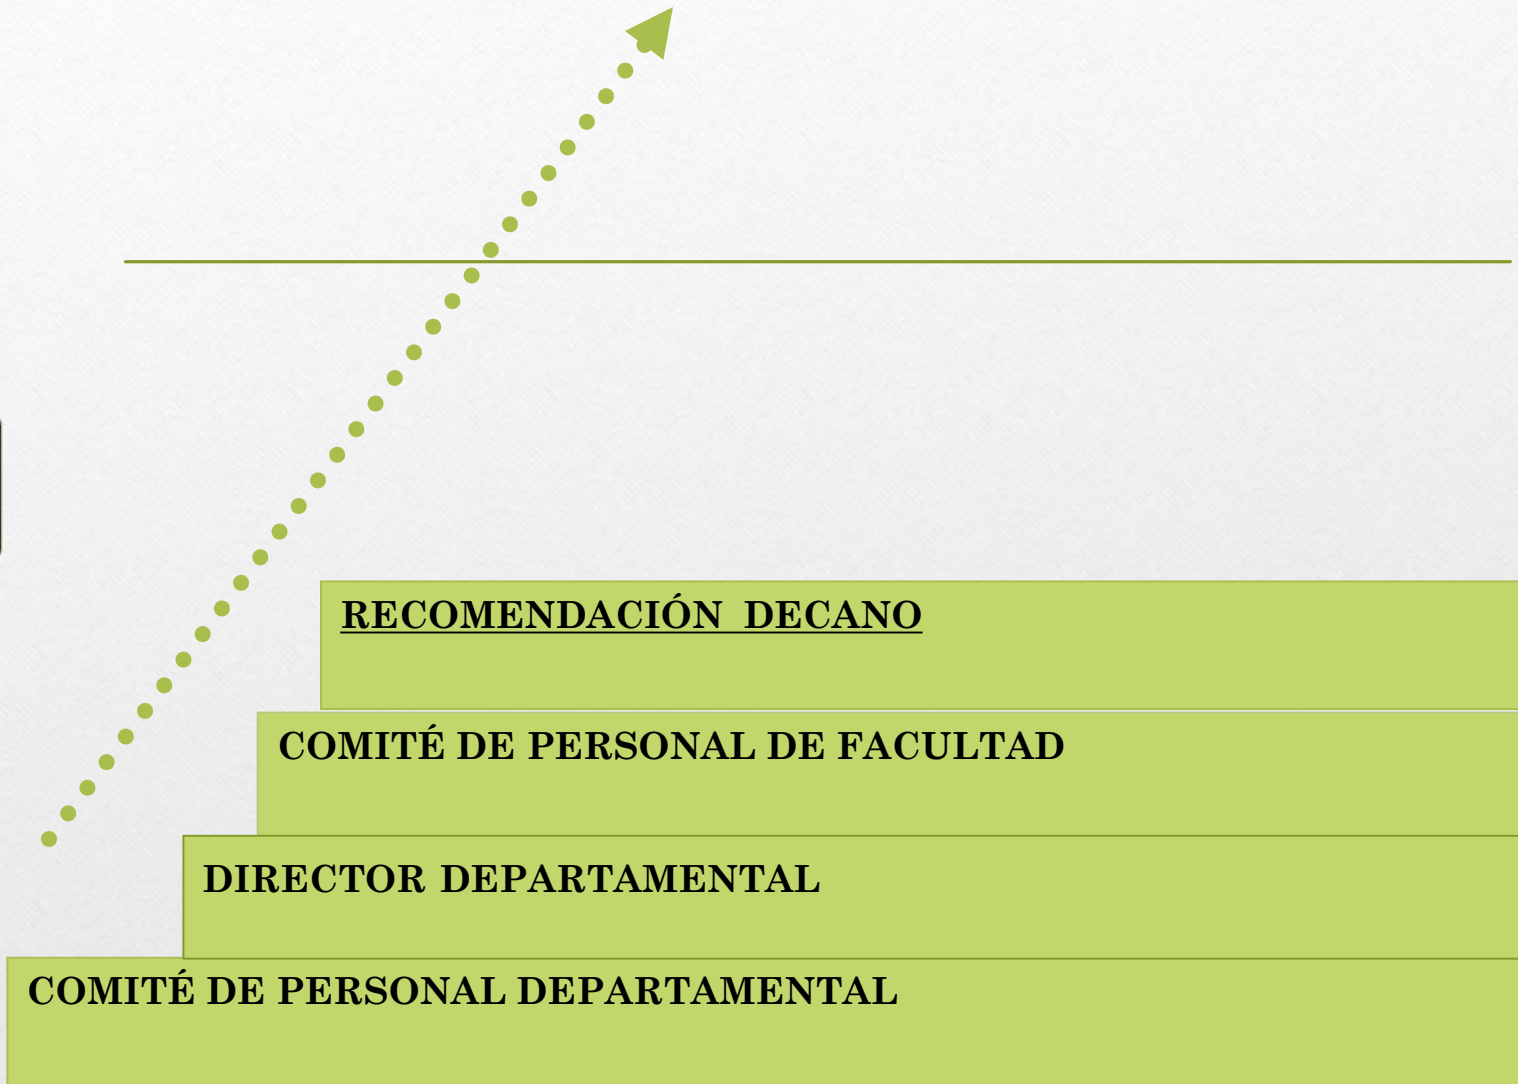 RECOMENDACIÓN DECANO
COMITÉ DE PERSONAL DE FACULTAD
DIRECTOR DEPARTAMENTAL
COMITÉ DE PERSONAL DEPARTAMENTAL